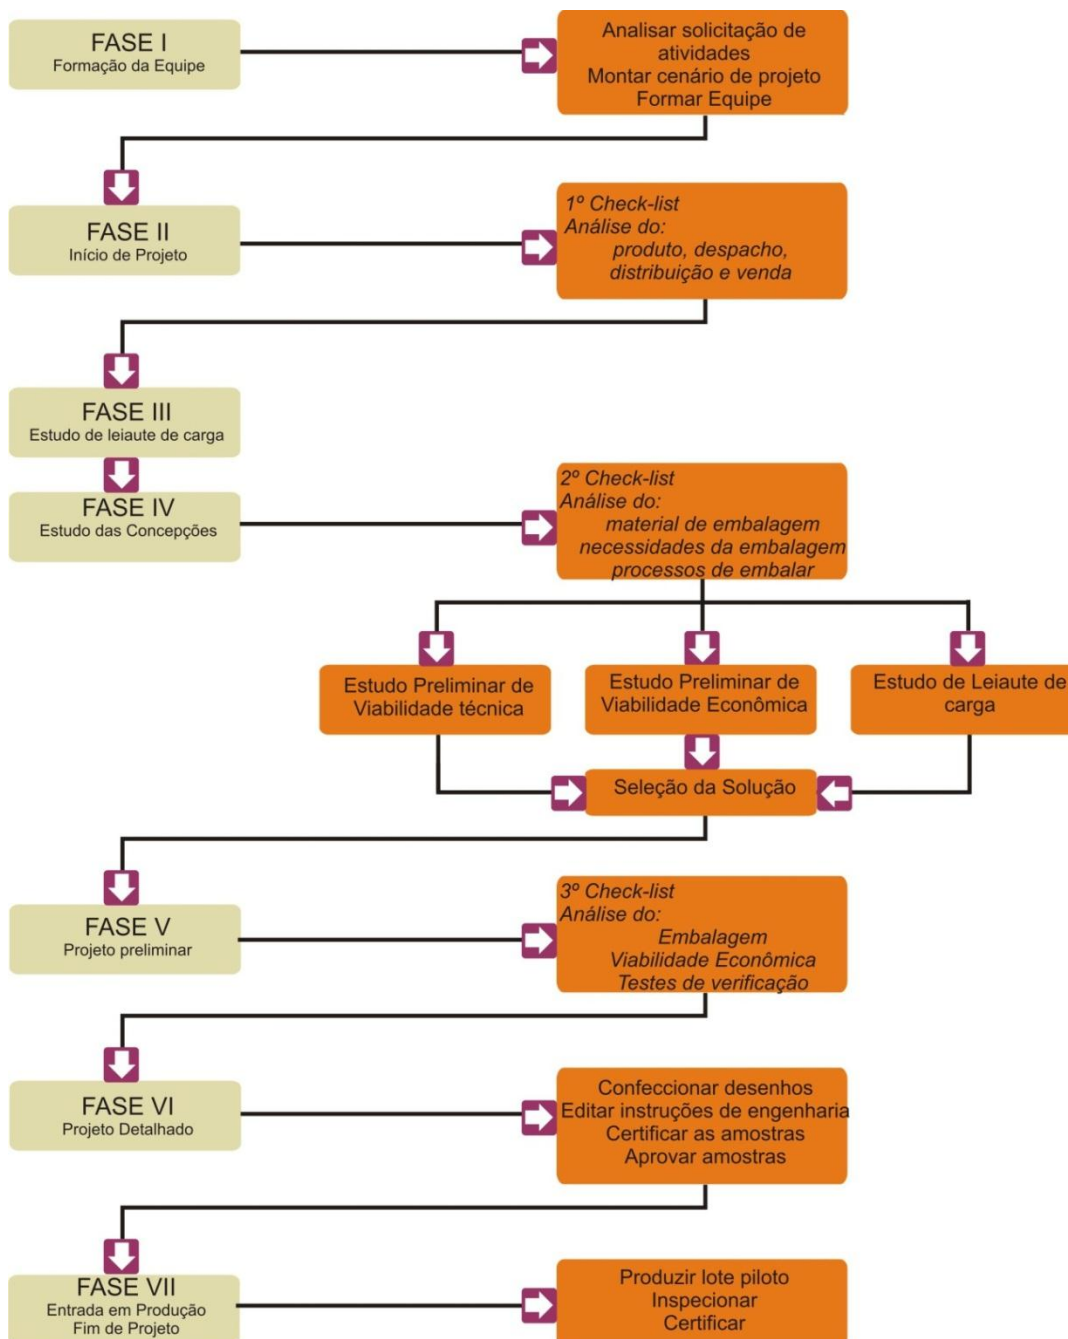 FASE I
Formação da Equipe
Analisar solicitação de
atividades
Montar cenário de projeto
Formar Equipe
FASE II
Início de Projeto
1º Check-list
Análise do:
produto, despacho,
distribuição e venda
FASE III
Estudo de leiaute de carga
FASE IV
Estudo das Concepções
2º Check-list
Análise do:
material de embalagem
necessidades da embalagem
processos de embalar
Estudo Preliminar de
Viabilidade técnica
Estudo Preliminar de
Viabilidade Econômica
Estudo de Leiaute de
carga
Seleção da Solução
FASE V
Projeto preliminar
3º Check-list
Análise do:
Embalagem
Viabilidade Econômica
Testes de verificação
FASE VI
Projeto Detalhado
Confeccionar desenhos
Editar instruções de engenharia
Certificar as amostras
Aprovar amostras
FASE VII
Entrada em Produção
Fim de Projeto
Produzir lote piloto
Inspecionar
Certificar